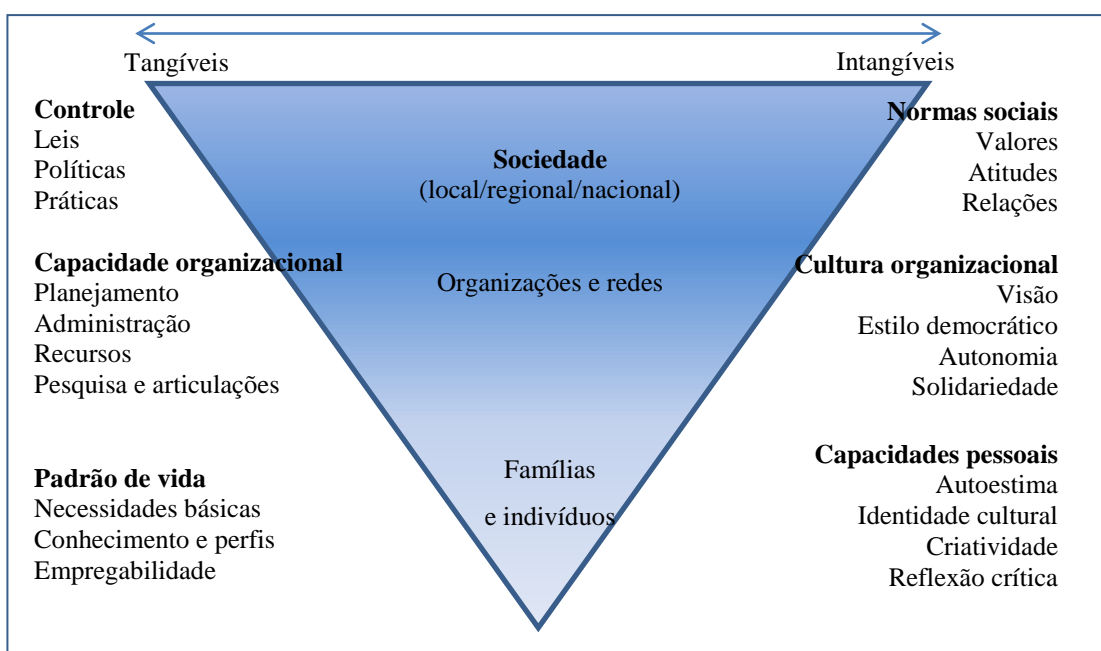 Tangíveis
Intangíveis
Controle
Leis
Políticas
Práticas
Sociedade
(local/regional/nacional)
Normas sociais
Valores
Atitudes
Relações
Capacidade organizacional
Planejamento
Administração
Recursos
Pesquisa e articulações
Organizações e redes
Cultura organizacional
Visão
Estilo democrático
Autonomia
Solidariedade
Padrão de vida
Necessidades básicas
Conhecimento e perfis
Empregabilidade
Famílias
e indivíduos
Capacidades pessoais
Autoestima
Identidade cultural
Criatividade
Reflexão crítica